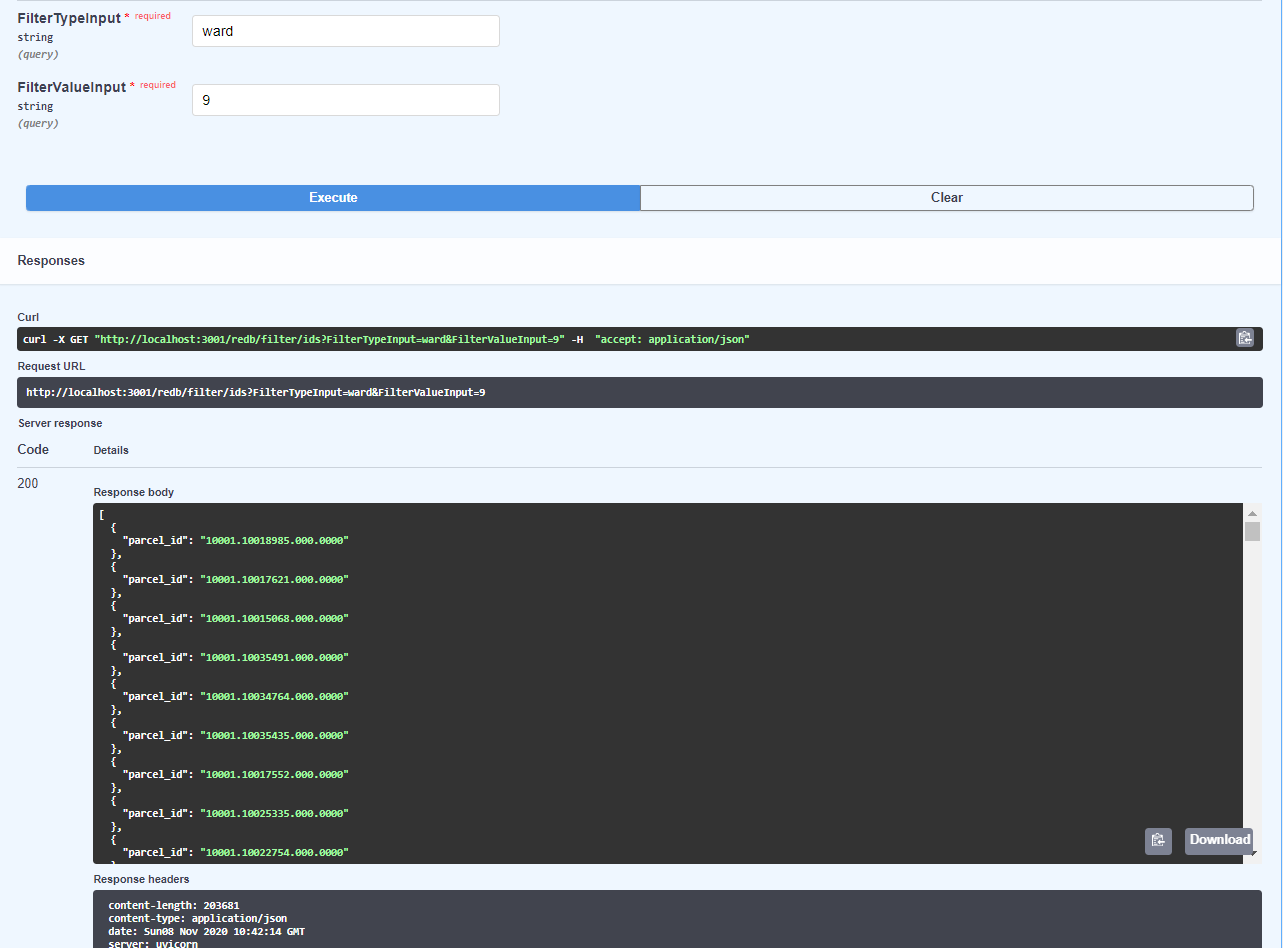 FilterTypeInput * required
string
(query)
ward
FilterValueInput * required
string
(query)
9
Execute
Clear
Responses
Curl
curl -X GET "http://localhost:3001/redb/filter/ids?FilterTypeInput=ward&FilterValueInput=9" -H  "accept: application/json"
Request URL
http://localhost:3001/redb/filter/ids?FilterTypeInput=ward&FilterValueInput=9
Server response
Code
Details
200
Response body
[
  {
    "parcel_id": "10001.10018985.000.0000"
  },
  {
    "parcel_id": "10001.10017621.000.0000"
  },
  {
    "parcel_id": "10001.10015068.000.0000"
  },
  {
    "parcel_id": "10001.10035491.000.0000"
  },
  {
    "parcel_id": "10001.10034764.000.0000"
  },
  {
    "parcel_id": "10001.10035435.000.0000"
  },
  {
    "parcel_id": "10001.10017552.000.0000"
  },
  {
    "parcel_id": "10001.10025335.000.0000"
  },
  {
    "parcel_id": "10001.10022754.000.0000"
Download
Response headers
content-length: 203681
content-type: application/json
date: Sun08 Nov 2020 10:42:14 GMT
server: uvicorn